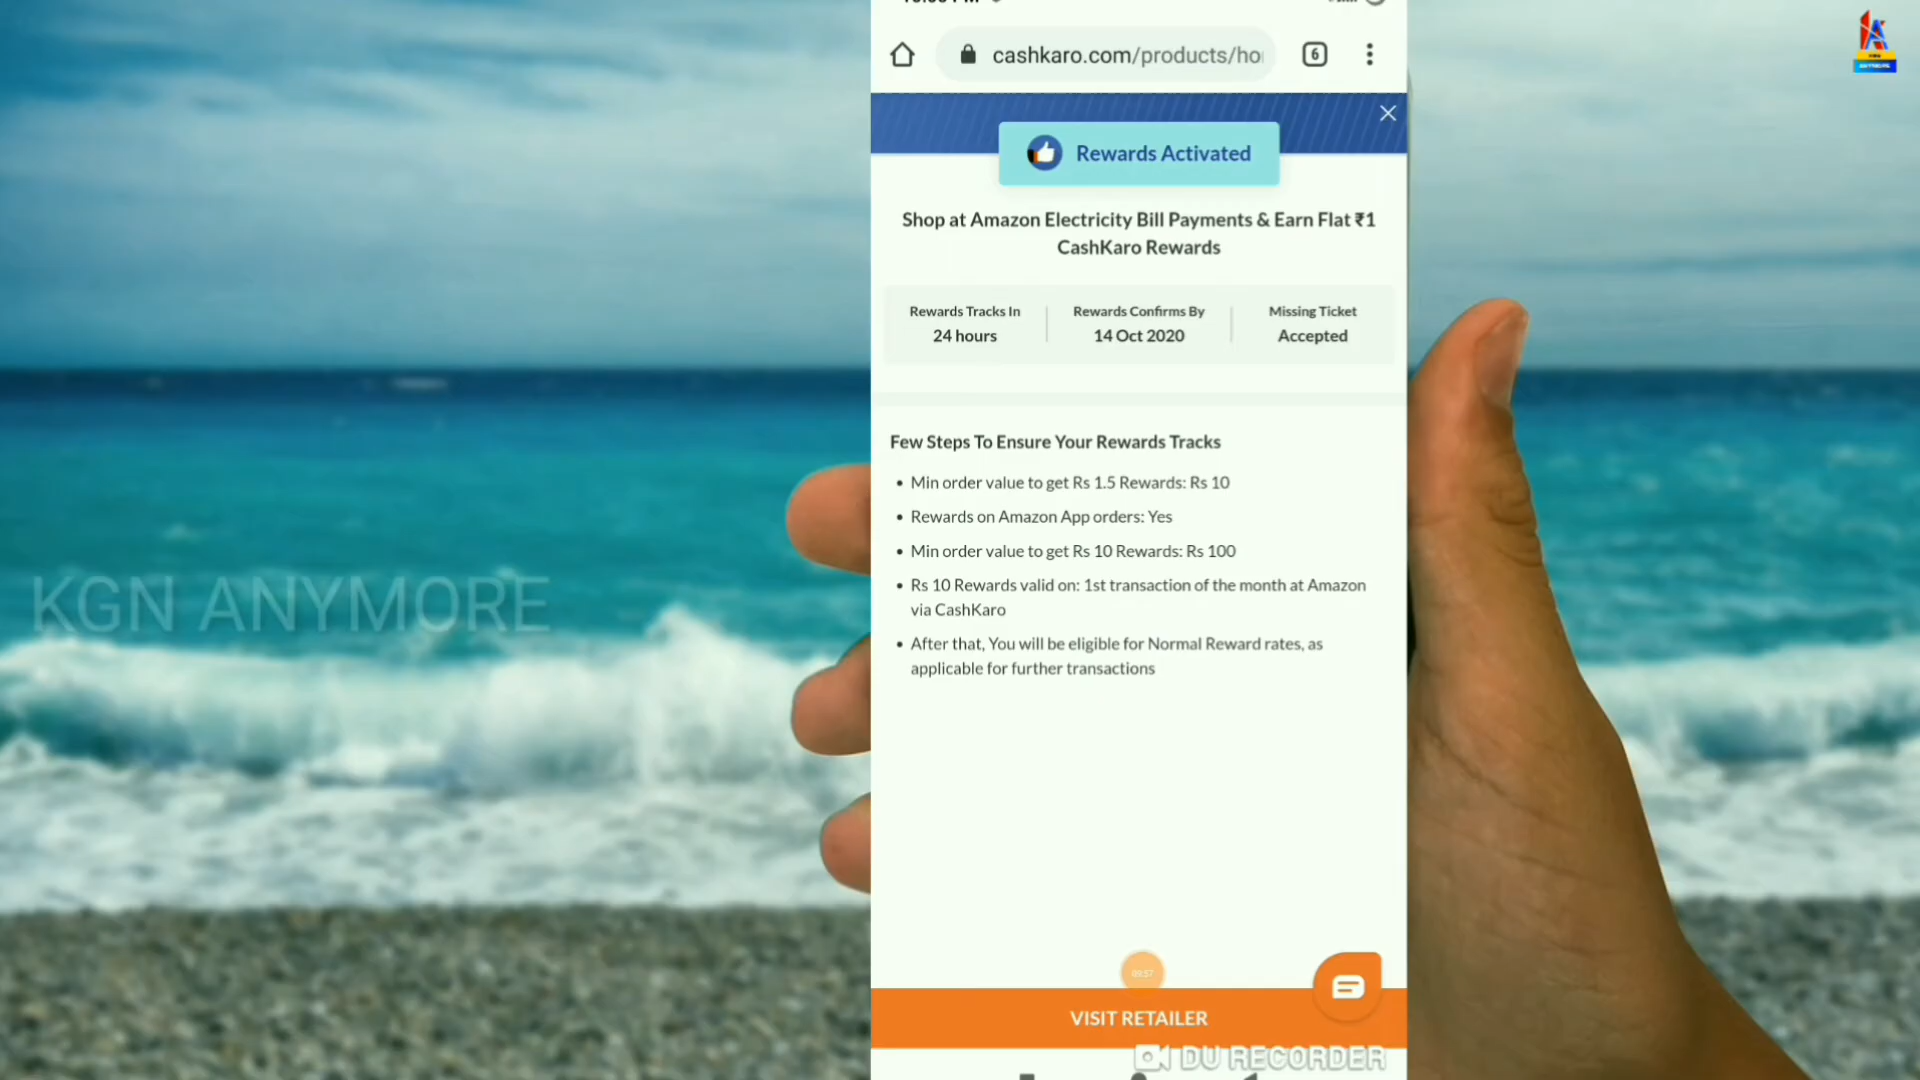 cashkaro.com/products/ho
6
Rewards Activated
Shop at Amazon Electricity Bill Payments & Earn Flat ₹1
CashKaro Rewards
Rewards Tracks In
24 hours
Rewards Confirms By
14 Oct 2020
Missing Ticket
Accepted
Few Steps To Ensure Your Rewards Tracks
• Min order value to get Rs 1.5 Rewards: Rs 10
• Rewards on Amazon App orders: Yes
• Min order value to get Rs 10 Rewards: Rs 100
• Rs 10 Rewards valid on: 1st transaction of the month at Amazon
via CashKaro
• After that, You will be eligible for Normal Reward rates, as
applicable for further transactions
KGN ANYMORE
VISIT RETAILER
DU RECORDER